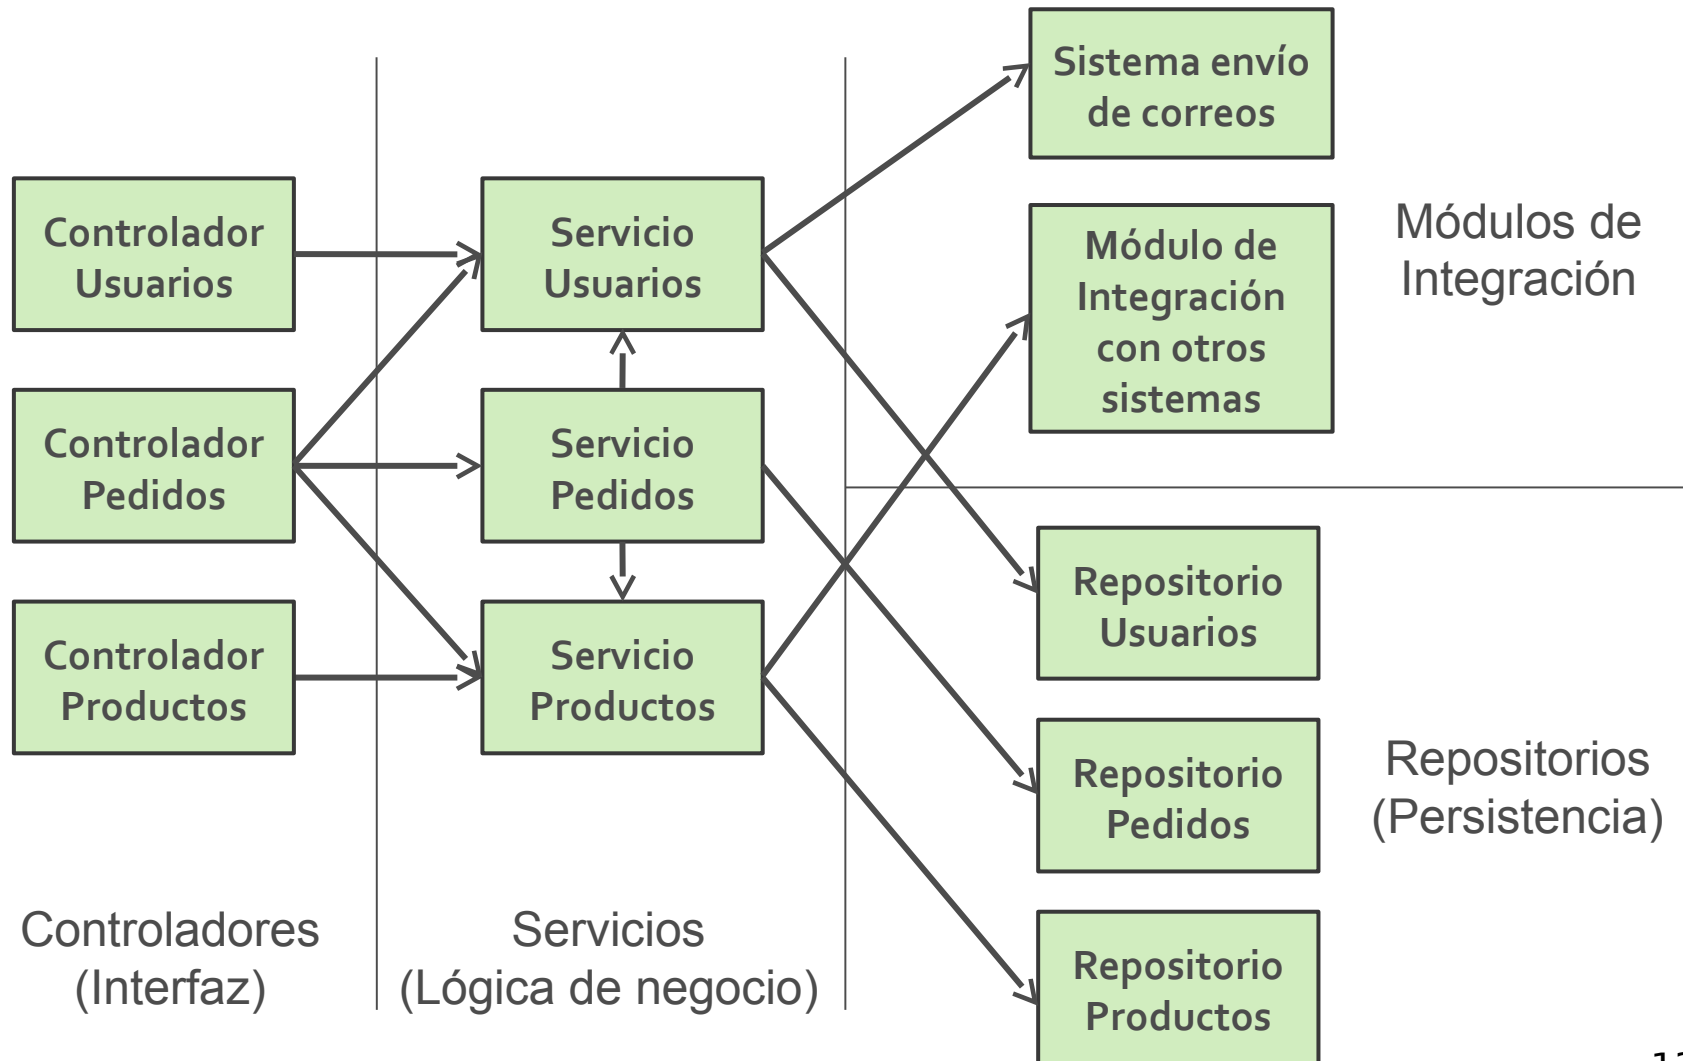 Sistema envío
de correos
Controlador
Usuarios
Servicio
Usuarios
Módulo de
Integración
con otros
sistemas
Módulos de
Integración
Controlador
Pedidos
Servicio
Pedidos
Repositorio
Usuarios
Controlador
Productos
Servicio
Productos
Repositorio
Pedidos
Repositorios
(Persistencia)
Controladores
(Interfaz)
Servicios
(Lógica de negocio)
Repositorio
Productos